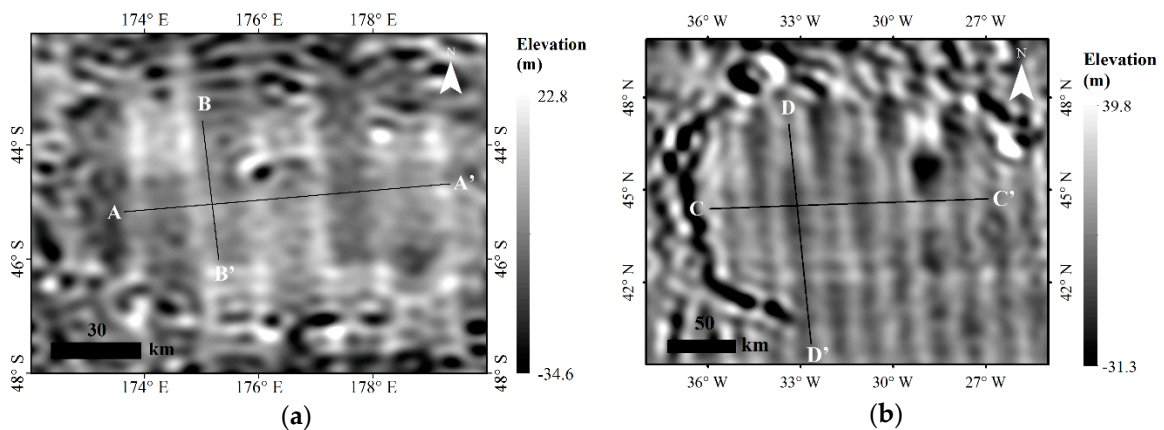 174° E 176° E 178° E
N
Elevation
(m)
22.8
-34.6
44° S
46° S
48° S
44° S
46° S
48° S
B
A
A’
B’
30
km
174° E 176° E 178° E
(a)
36° W 33° W 30° W 27° W
N
Elevation
(m)
39.8
-31.3
48° N
45° N
42° N
48° N
45° N
42° N
D
C
C’
D’
50
km
36° W 33° W 30° W 27° W
(b)